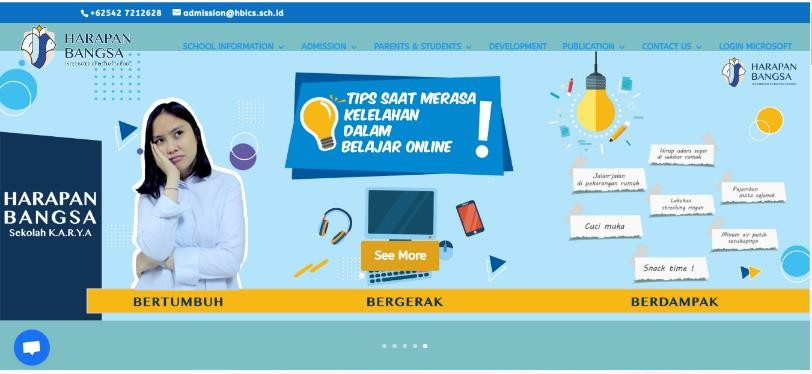 +62542 7212628 admission@hbics.sch.id
HARAPAN
BANGSA
SCHOOL INFORMATION ADMISSION PARENTS & STUDENTS DEVELOPMENT PUBLICATION CONTACT US LOGIN MICROSOFT
HARAPAN
BANGSA
TIPS SAAT MERASA
KELELAHAN
DALAM
BELAJAR ONLINE
!
Hirup udara segar
di sekitar rumah
Jalan-jalan
di pekarangan rumah
Pejamkan
mata sejenak
Lakukan
streching ringan
Cuci muka
Minum air putih
secukupnya
Snack time !
HARAPAN
BANGSA
Sekolah K.A.R.Y.A
See More
BERTUMBUH BERGERAK BERDAMPAK